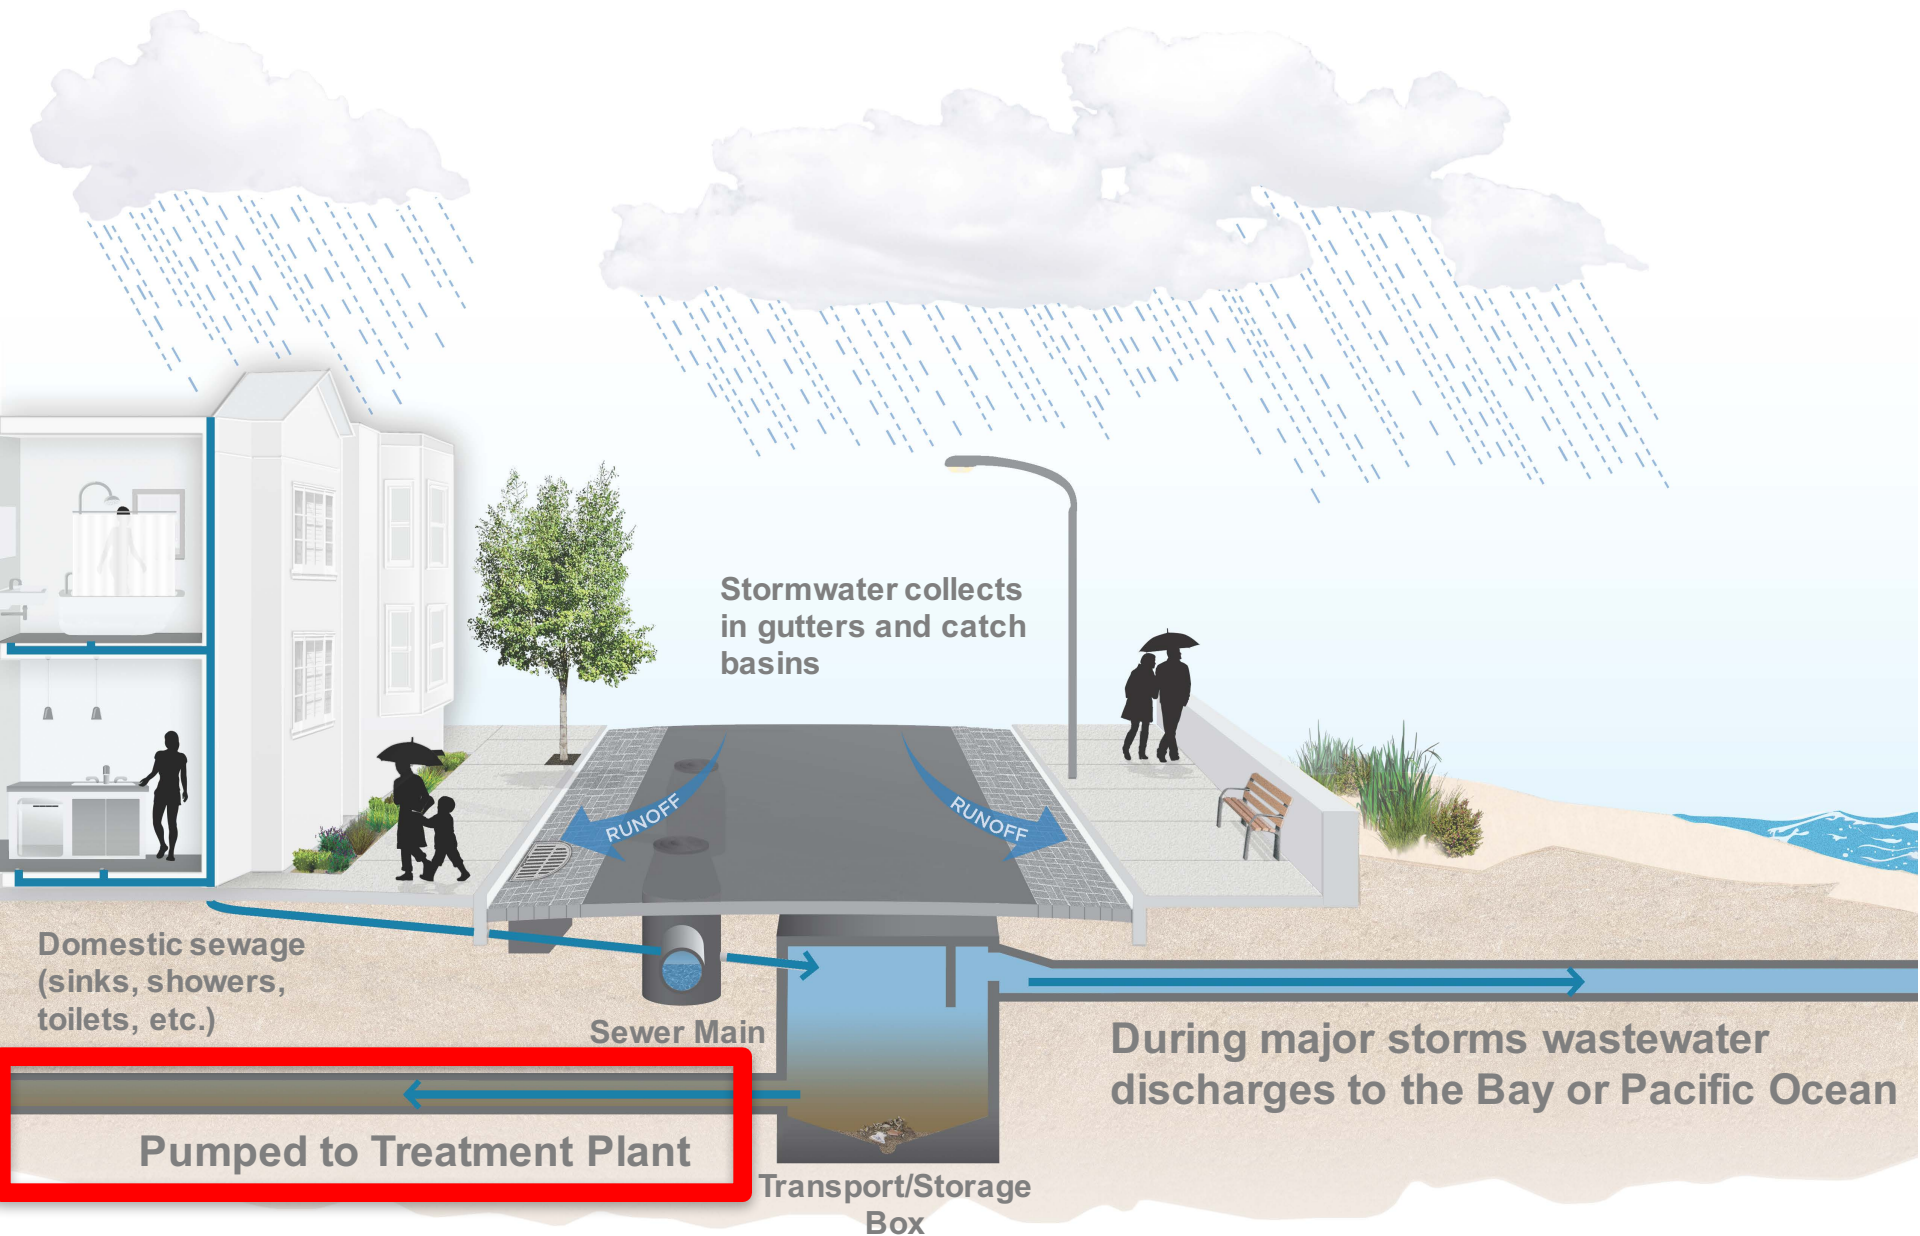 Stormwater collects
in gutters and catch
basins
RUNOFF
RUNOFF
Domestic sewage
(sinks, showers,
toilets, etc.)
Sewer Main
During major storms wastewater
discharges to the Bay or Pacific Ocean
Pumped to Treatment Plant
Transport/Storage
Box